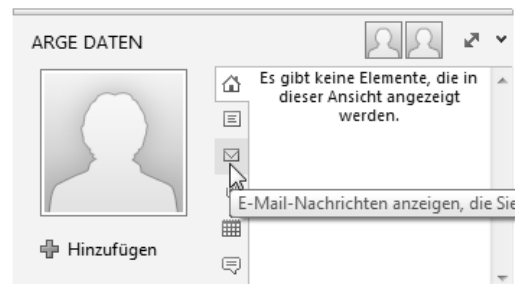 ARGE DATEN
Es gibt keine Elemente, die in
dieser Ansicht angezeigt
werden.
E-Mail-Nachrichten anzeigen, die Sie
Hinzufügen